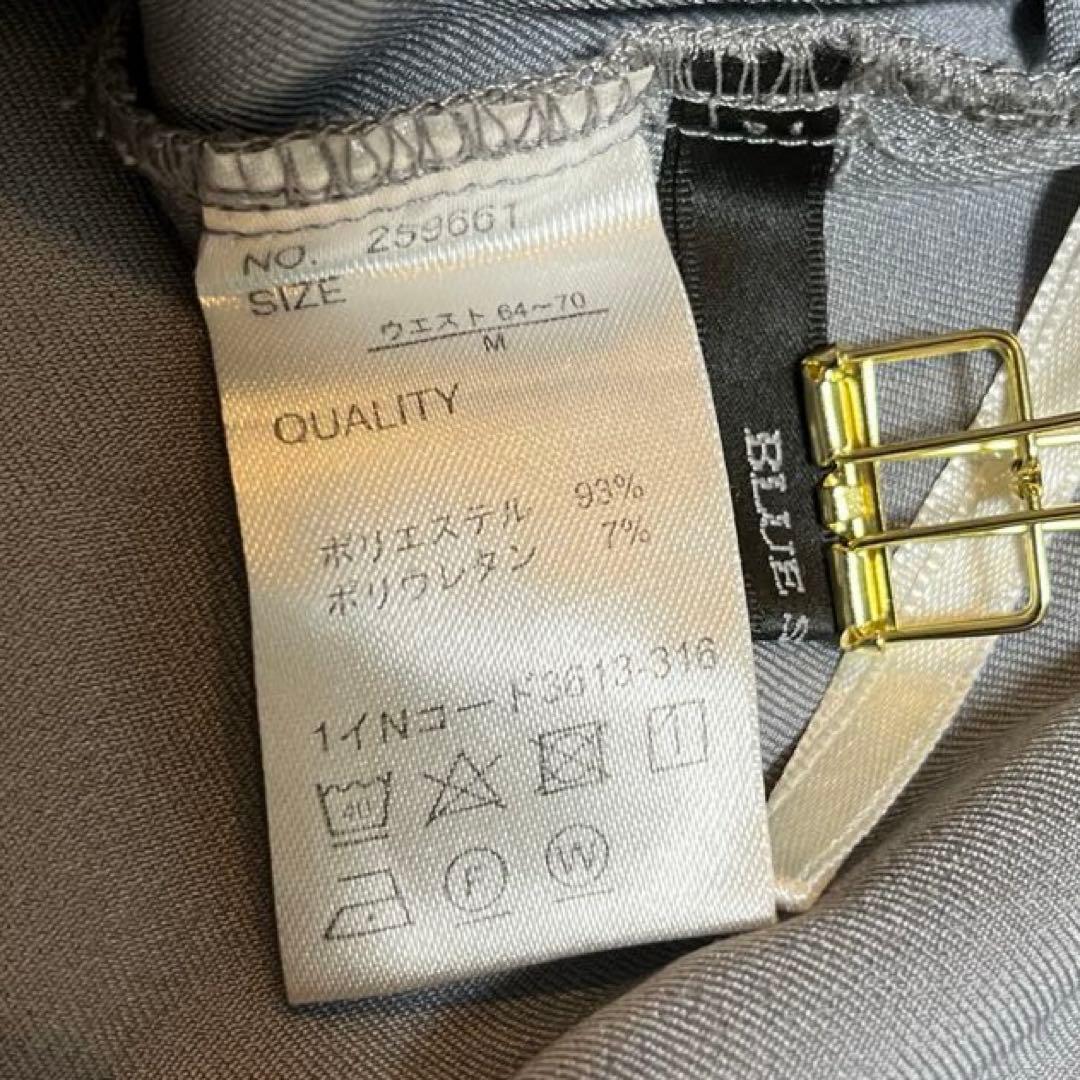 NO. 259661
SIZE
ウエスト 64~70
M
QUALITY
ポリエステル 93%
ポリウレタン 7%
1イNコード3613-316
40
F
W
BLUE S